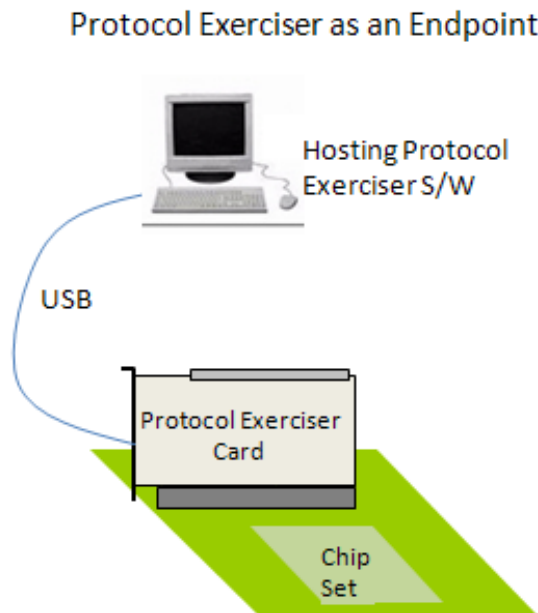 Protocol Exerciser as an Endpoint
Hosting Protocol
Exerciser S/W
USB
Protocol Exerciser
Card
Chip
Set